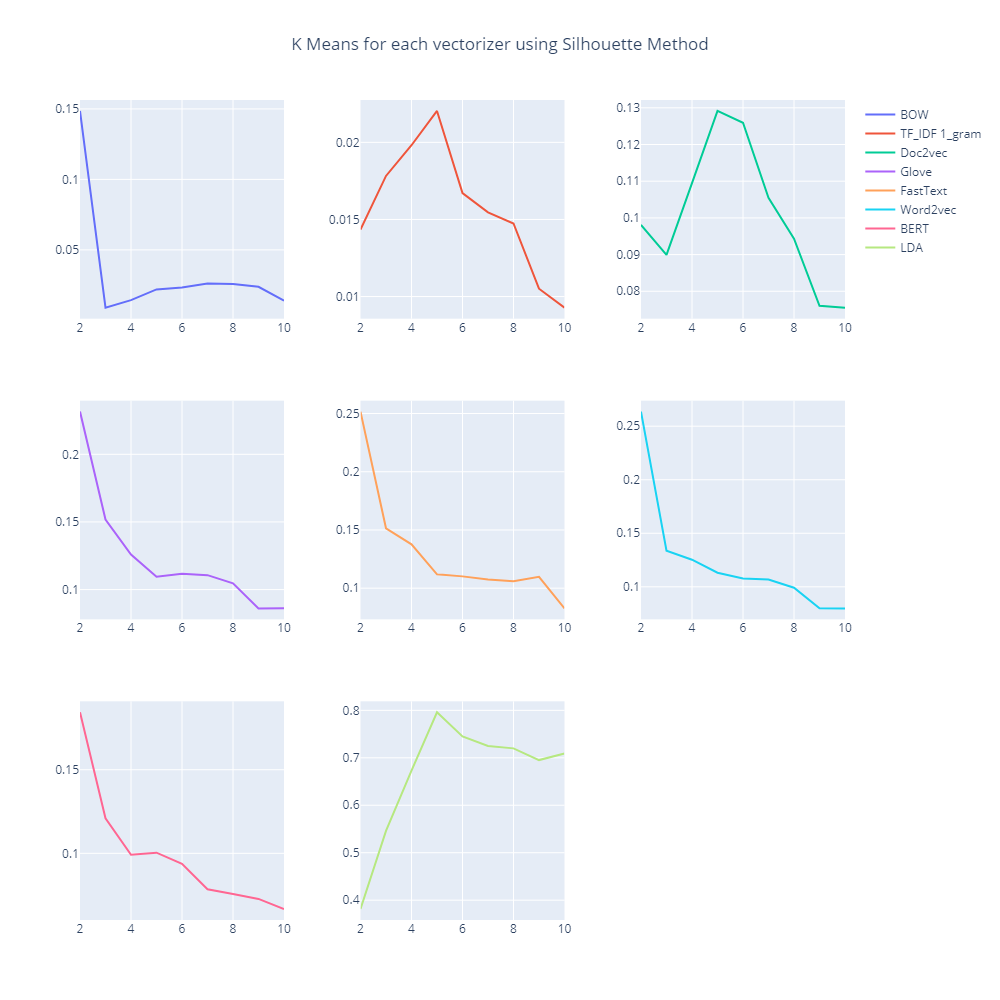 K Means for each vectorizer using Silhouette Method
0.15
0.1
0.05
2 4 6 8 10
0.02
0.015
0.01
2 4 6 8 10
0.13
0.12
0.11
0.1
0.09
0.08
2 4 6 8 10
BOW
TF_IDF 1_gram
Doc2vec
Glove
FastText
Word2vec
BERT
LDA
0.2
0.15
0.1
2 4 6 8 10
0.25
0.2
0.15
0.1
2 4 6 8 10
0.25
0.2
0.15
0.1
2 4 6 8 10
0.15
0.1
2 4 6 8 10
0.8
0.7
0.6
0.5
0.4
2 4 6 8 10